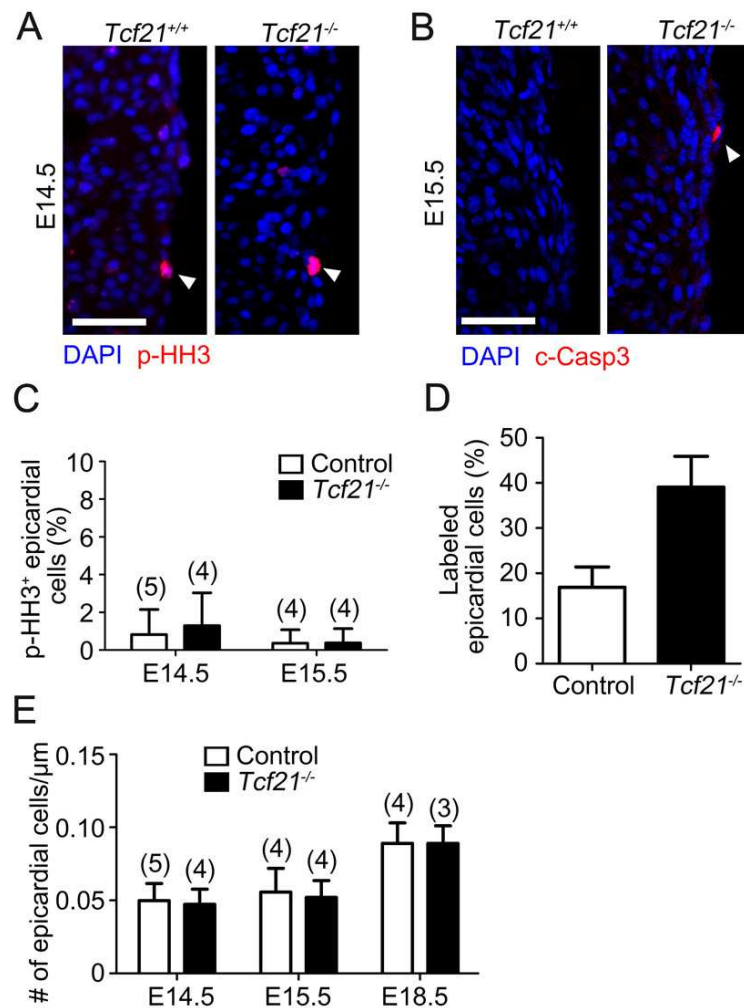 A
Tcf21+/+ Tcf21-/-
E14.5
DAPI p-HH3
B
Tcf21+/+ Tcf21-/-
E15.5
DAPI c-Casp3
C
p-HH3+ epicardial
cells (%)
10
8
6
4
2
0
Control
Tcf21-/-
(5) (4) (4) (4)
E14.5 E15.5
D
Labeled
epicardial cells (%)
50
40
30
20
10
0
Control Tcf21-/-
E
# of epicardial cells/µm
0.15
0.10
0.05
0
Control
Tcf21-/-
(5) (4) (4) (4) (4) (3)
E14.5 E15.5 E18.5